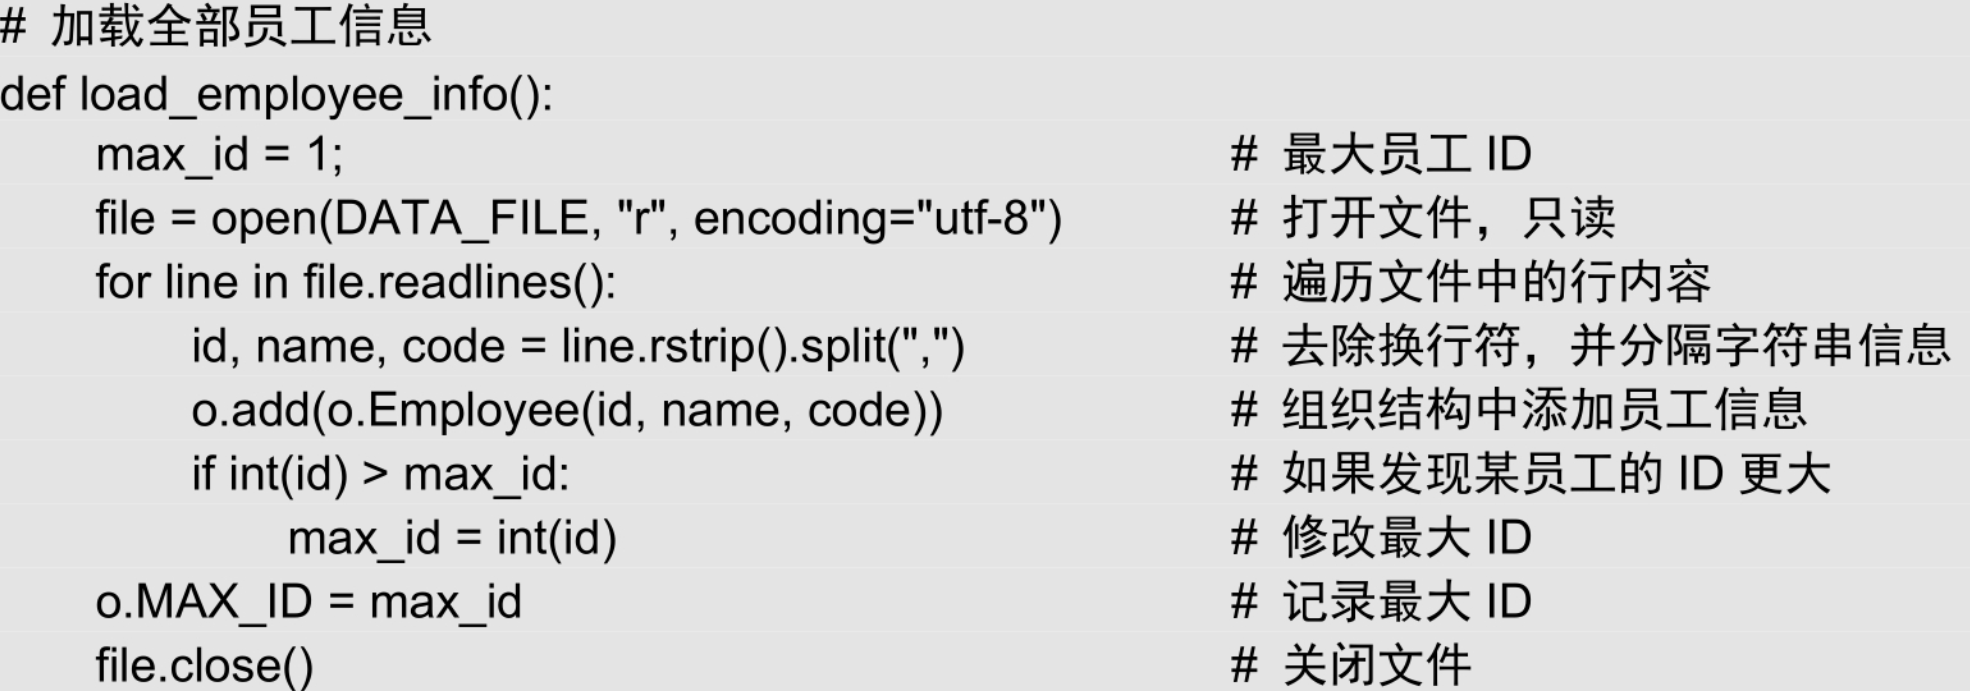 # 加载全部员工信息
def load_employee_info():
    max_id = 1; # 最大员工 ID
    file = open(DATA_FILE, "r", encoding="utf-8") # 打开文件，只读
    for line in file.readlines(): # 遍历文件中的行内容
        id, name, code = line.rstrip().split(",") # 去除换行符，并分隔字符串信息
        o.add(o.Employee(id, name, code)) # 组织结构中添加员工信息
        if int(id) > max_id: # 如果发现某员工的 ID 更大
            max_id = int(id) # 修改最大 ID
    o.MAX_ID = max_id # 记录最大 ID
    file.close() # 关闭文件